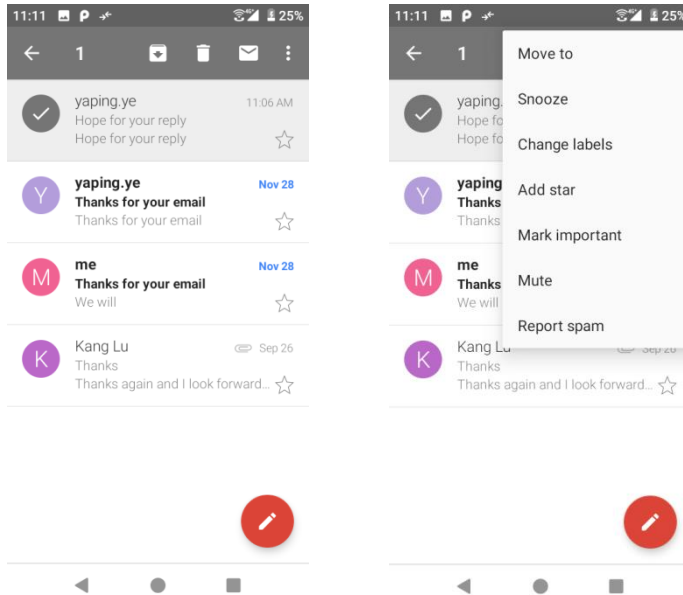 11:11 P 4G+ 25%
1
yaping.ye 11:06 AM
Hope for your reply
Hope for your reply
Y yaping.ye Nov 28
Thanks for your email
Thanks for your email
M me Nov 28
Thanks for your email
We will
K Kang Lu Sep 26
Thanks
Thanks again and I look forward...
11:11 P 25%
1
Move to
Snooze
Change labels
Add star
Mark important
Mute
Report spam
yaping.
Hope fo
Hope fo
Y yaping
Thanks
Thanks
M me
Thanks
We will
K Kang Lu Sep 26
Thanks
Thanks again and I look forward...